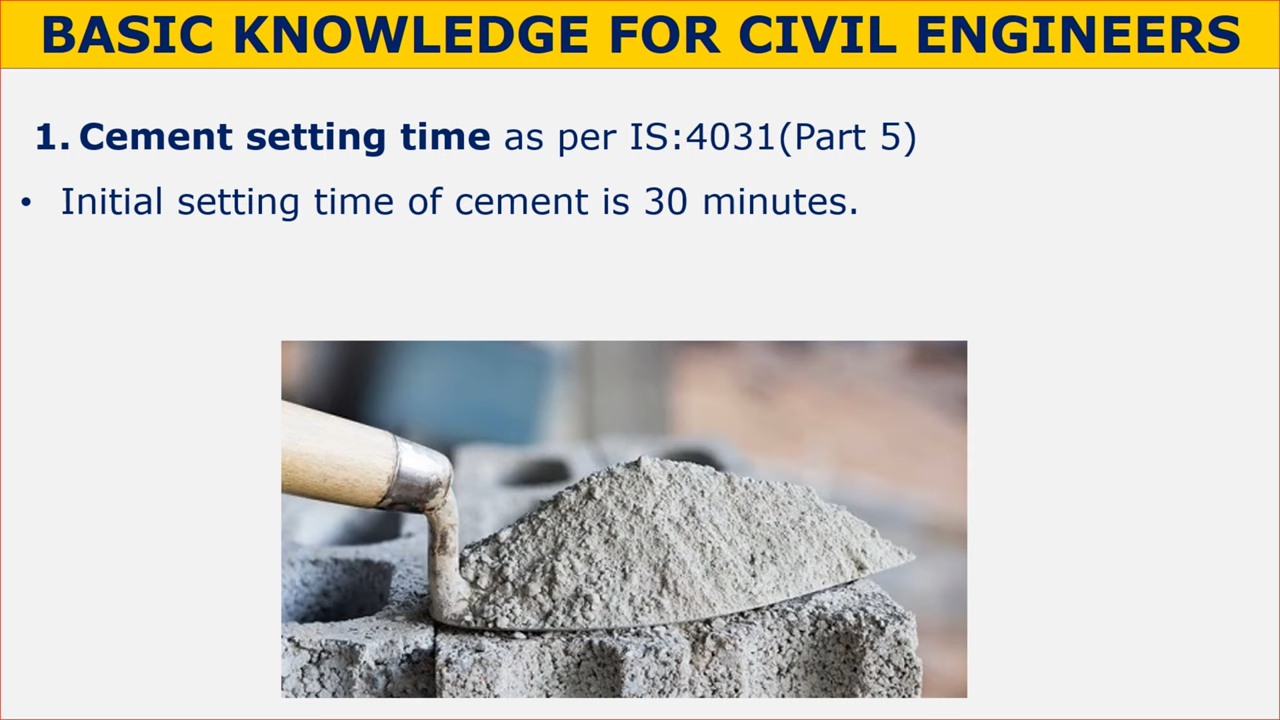 BASIC KNOWLEDGE FOR CIVIL ENGINEERS
1. Cement setting time as per IS:4031(Part 5)
• Initial setting time of cement is 30 minutes.